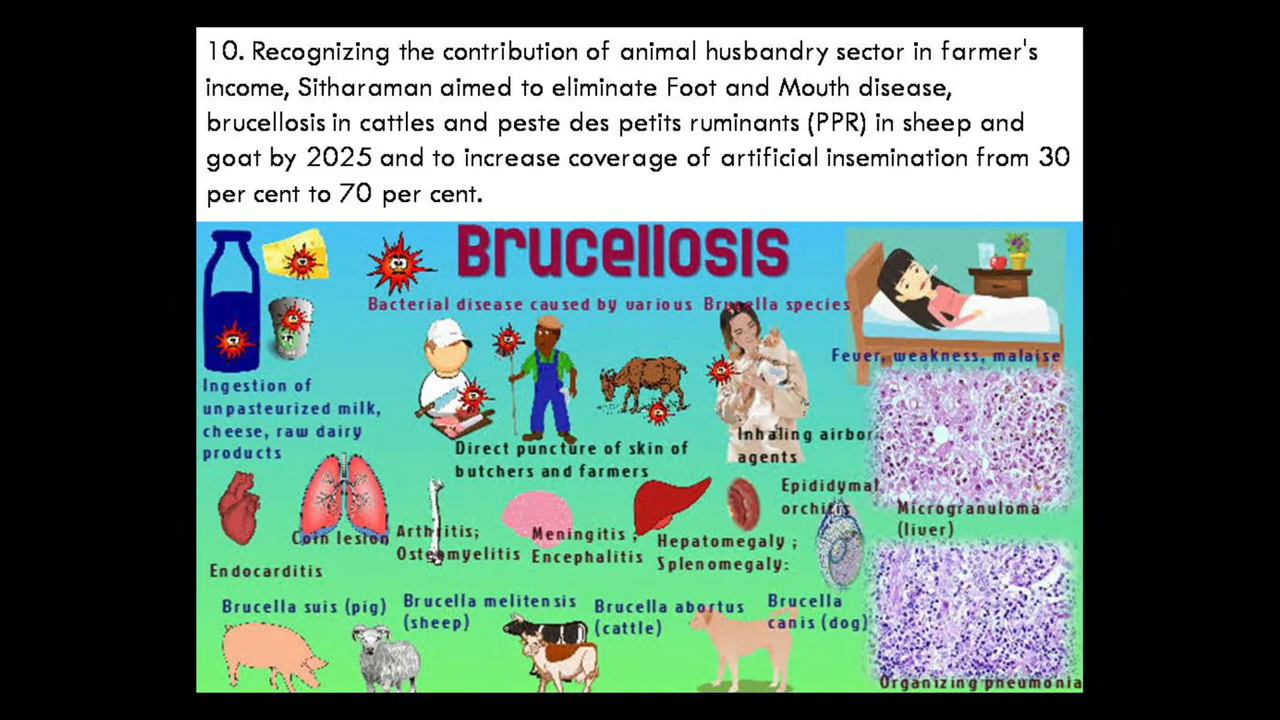 10. Recognizing the contribution of animal husbandry sector in farmer's
income, Sitharaman aimed to eliminate Foot and Mouth disease,
brucellosis in cattles and peste des petits ruminants (PPR) in sheep and
goat by 2025 and to increase coverage of artificial insemination from 30
per cent to 70 per cent.
Brucellosis
Bacterial disease caused by various Brucella species
Fever, weakness, malaise
Ingestion of
unpasteurized milk,
cheese, raw dairy
products
Direct puncture of skin of
butchers and farmers
Inhaling airbor
agents
Endocarditis
Coin lesion
Arthritis;
Osteomyelitis
Meningitis ;
Encephalitis
Hepatomegaly ;
Splenomegaly:
Epididymal
orchitis
Microgranuloma
(liver)
Brucella suis (pig)
Brucella melitensis
(sheep)
Brucella abortus
(cattle)
Brucella
canis (dog)
Organizing pneumonia